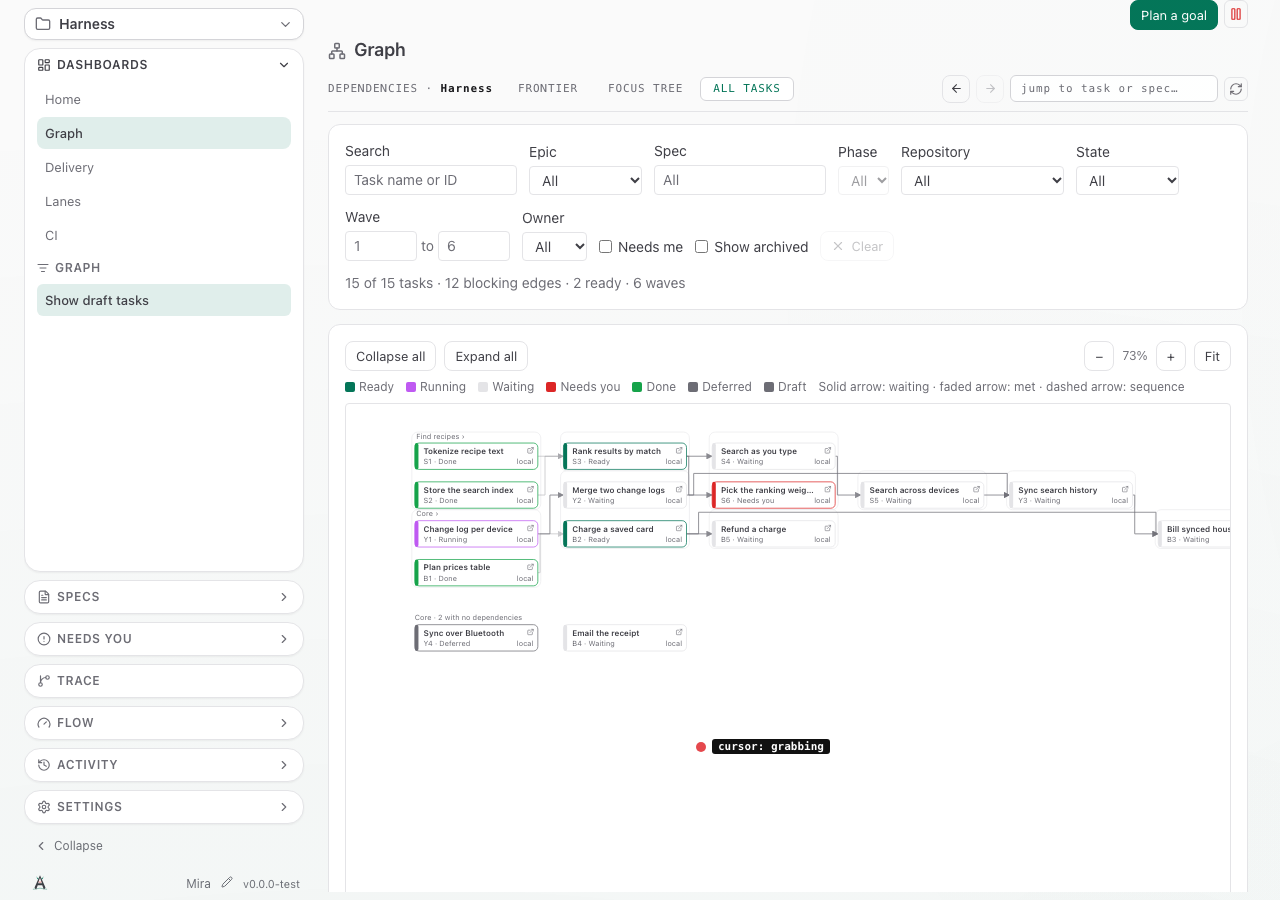 Harness
DASHBOARDS
Home
Graph
Delivery
Lanes
CI
GRAPH
Show draft tasks
SPECS
NEEDS YOU
TRACE
FLOW
ACTIVITY
SETTINGS
Collapse
Mira v0.0.0-test
Plan a goal
Graph
DEPENDENCIES · Harness FRONTIER FOCUS TREE ALL TASKS jump to task or spec…
Search Epic Spec Phase Repository State
Task name or ID All All All All All
Wave Owner
1 to 6 All Needs me Show archived Clear
15 of 15 tasks · 12 blocking edges · 2 ready · 6 waves
Collapse all Expand all − 73% + Fit
Ready Running Waiting Needs you Done Deferred Draft Solid arrow: waiting · faded arrow: met · dashed arrow: sequence
Find recipes ›
Tokenize recipe text Rank results by match Search as you type
S1 · Done local S3 · Ready local S4 · Waiting local
Store the search index Merge two change logs Pick the ranking weig… Search across devices Sync search history
S2 · Done local Y2 · Waiting local S6 · Needs you local S5 · Waiting local Y3 · Waiting local
Core ›
Change log per device Charge a saved card Refund a charge Bill synced hous
Y1 · Running local B2 · Ready local B5 · Waiting local B3 · Waiting
Plan prices table
B1 · Done local
Core · 2 with no dependencies
Sync over Bluetooth Email the receipt
Y4 · Deferred local B4 · Waiting local
cursor: grabbing